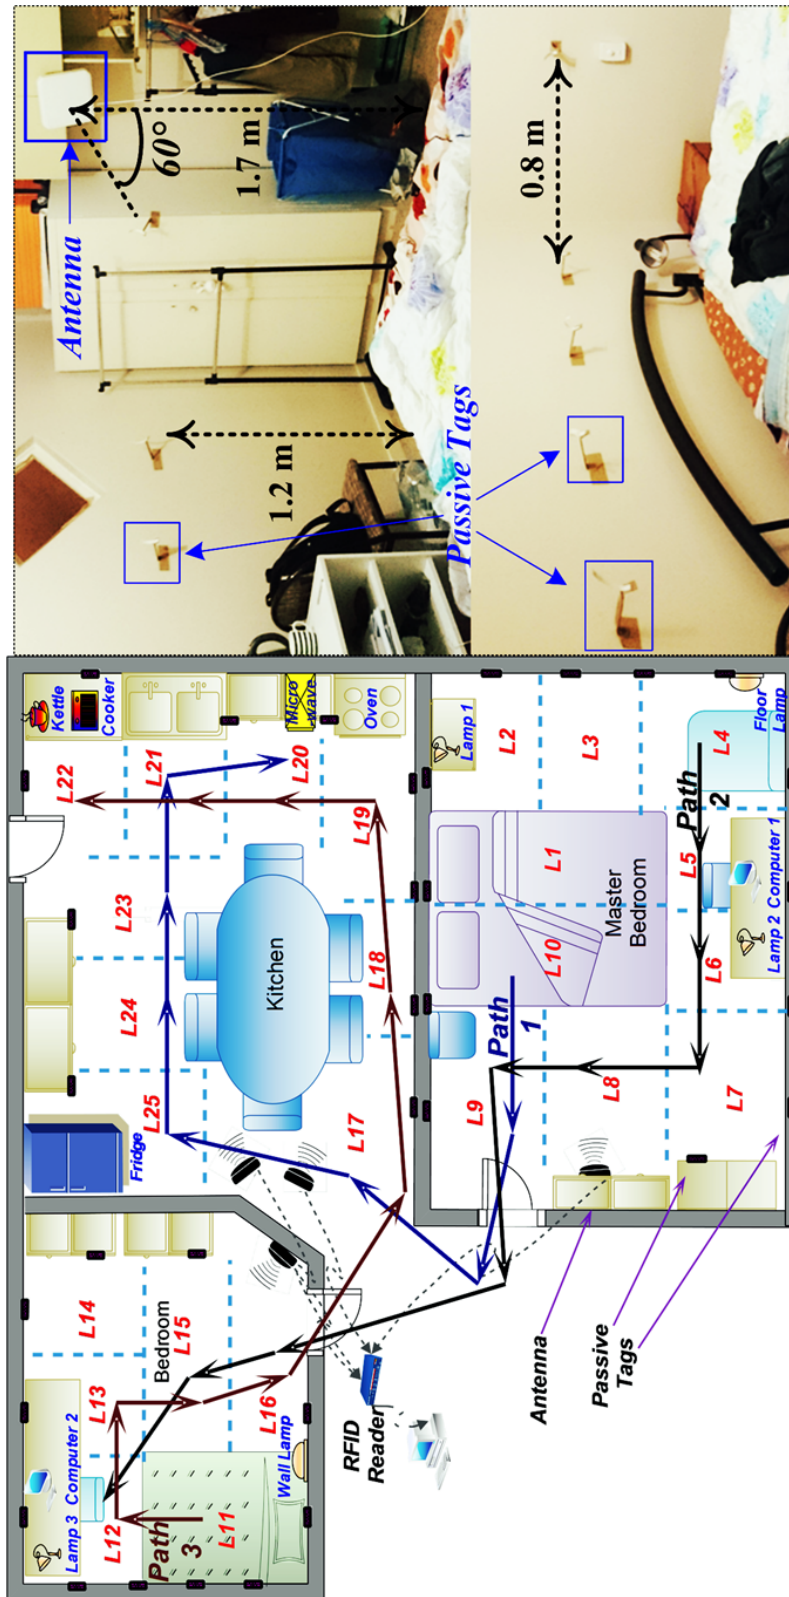 Antenna
60°
1.7 m
1.2 m
Passive Tags
0.8 m
Kettle
Cooker
Micro
wave
Oven
L22
L21
L20
L19
L23
L24
L25
L18
L17
Kitchen
Fridge
Lamp 1
L2
L3
L4
Floor
Lamp
Path
2
L1
L5
L10
Master
Bedroom
L6
Lamp 2 Computer 1
Path
1
L9
L8
L7
L14
L15
Bedroom
L13
L16
Lamp 3 Computer 2
Wall Lamp
L12
L11
Path
3
RFID
Reader
Antenna
Passive
Tags